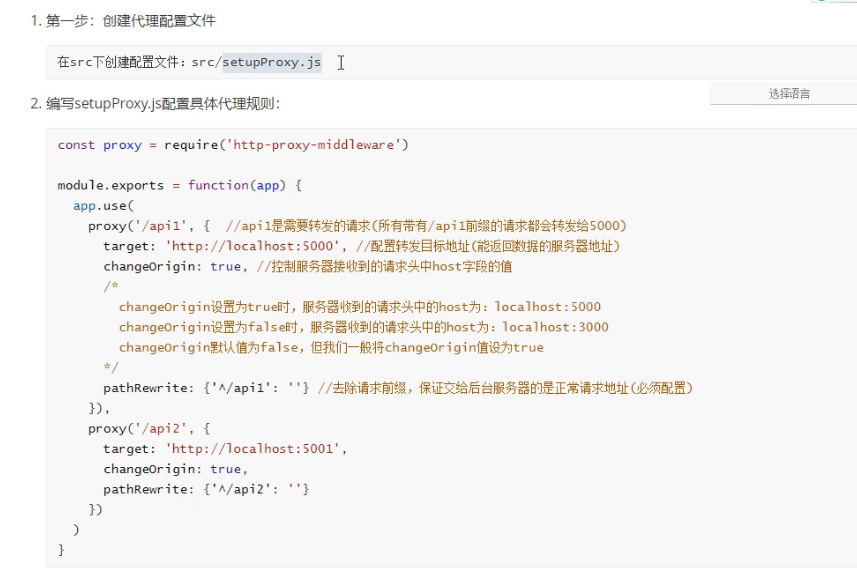 1. 第一步：创建代理配置文件
在src下创建配置文件：src/setupProxy.js
2. 编写setupProxy.js配置具体代理规则：
选择语言
const proxy = require('http-proxy-middleware')
module.exports = function(app) {
app.use(
proxy('/api1', { //api1是需要转发的请求(所有带有/api1前缀的请求都会转发给5000)
target: 'http://localhost:5000', //配置转发目标地址(能返回数据的服务器地址)
changeOrigin: true, //控制服务器接收到的请求头中host字段的值
/*
changeOrigin设置为true时，服务器收到的请求头中的host为：localhost:5000
changeOrigin设置为false时，服务器收到的请求头中的host为：localhost:3000
changeOrigin默认值为false，但我们一般将changeOrigin值设为true
*/
pathRewrite: {'^/api1': ''} //去除请求前缀，保证交给后台服务器的是正常请求地址(必须配置)
}),
proxy('/api2', {
target: 'http://localhost:5001',
changeOrigin: true,
pathRewrite: {'^/api2': ''}
})
)
}